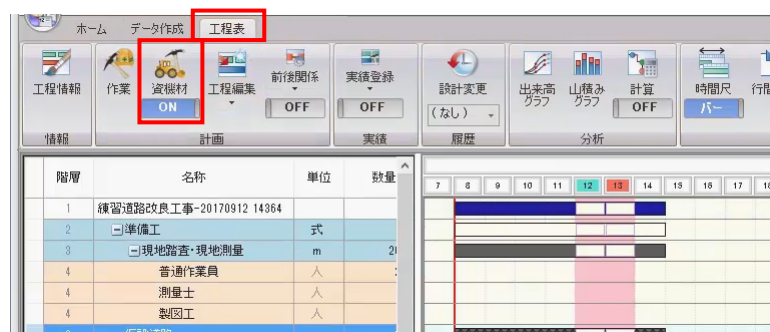 ホーム データ作成 工程表
工程情報 作業 資機材 工程編集 前後関係 実績登録 設計変更 出来高グラフ 山積みグラフ 計算 時間尺 行間
ON OFF OFF (なし) OFF バー
情報 計画 実績 履歴 分析
階層 名称 単位 数量
7 8 9 10 11 12 13 14 15 16 17 18
1 練習道路改良工事-20170912 14364
2 準備工 式
3 現地踏査・現地測量 m
4 普通作業員 人
4 測量士 人
4 製図工 人